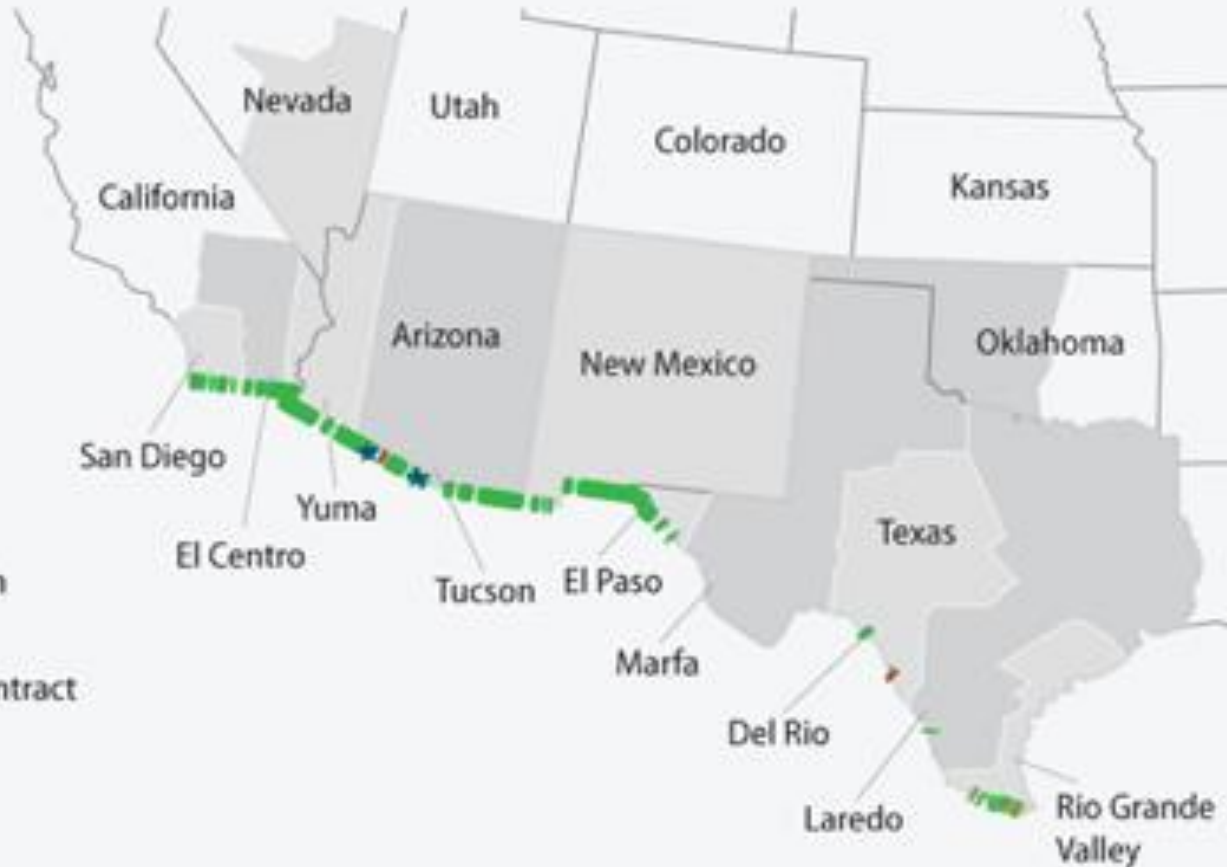 Nevada
Utah
Colorado
Kansas
California
Arizona
New Mexico
Oklahoma
San Diego
Yuma
El Centro
Tucson
El Paso
Texas
Marfa
Del Rio
Laredo
Rio Grande
Valley
n
ntract